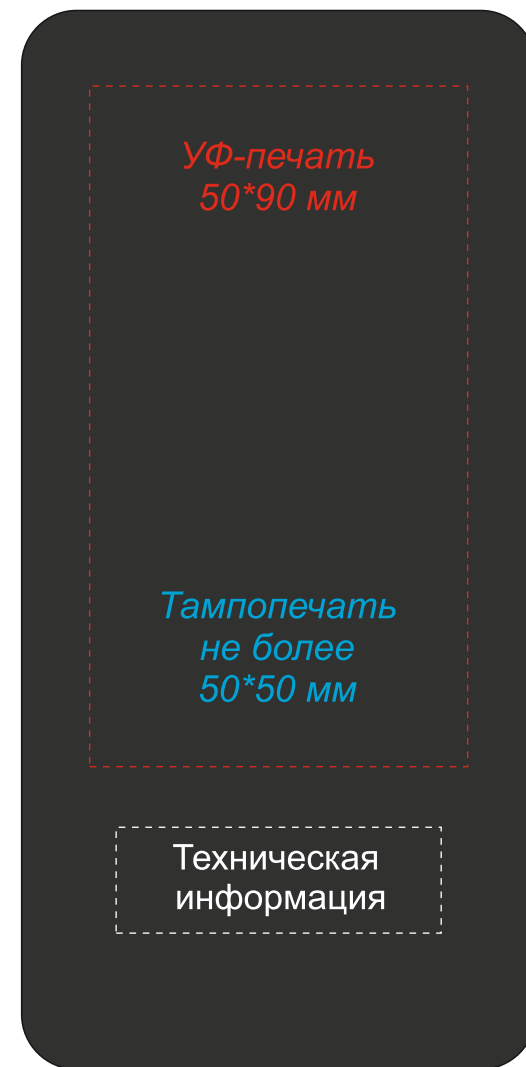 УФ-печать
50*90 мм
Тампопечать
не более
50*50 мм
Техническая
информация